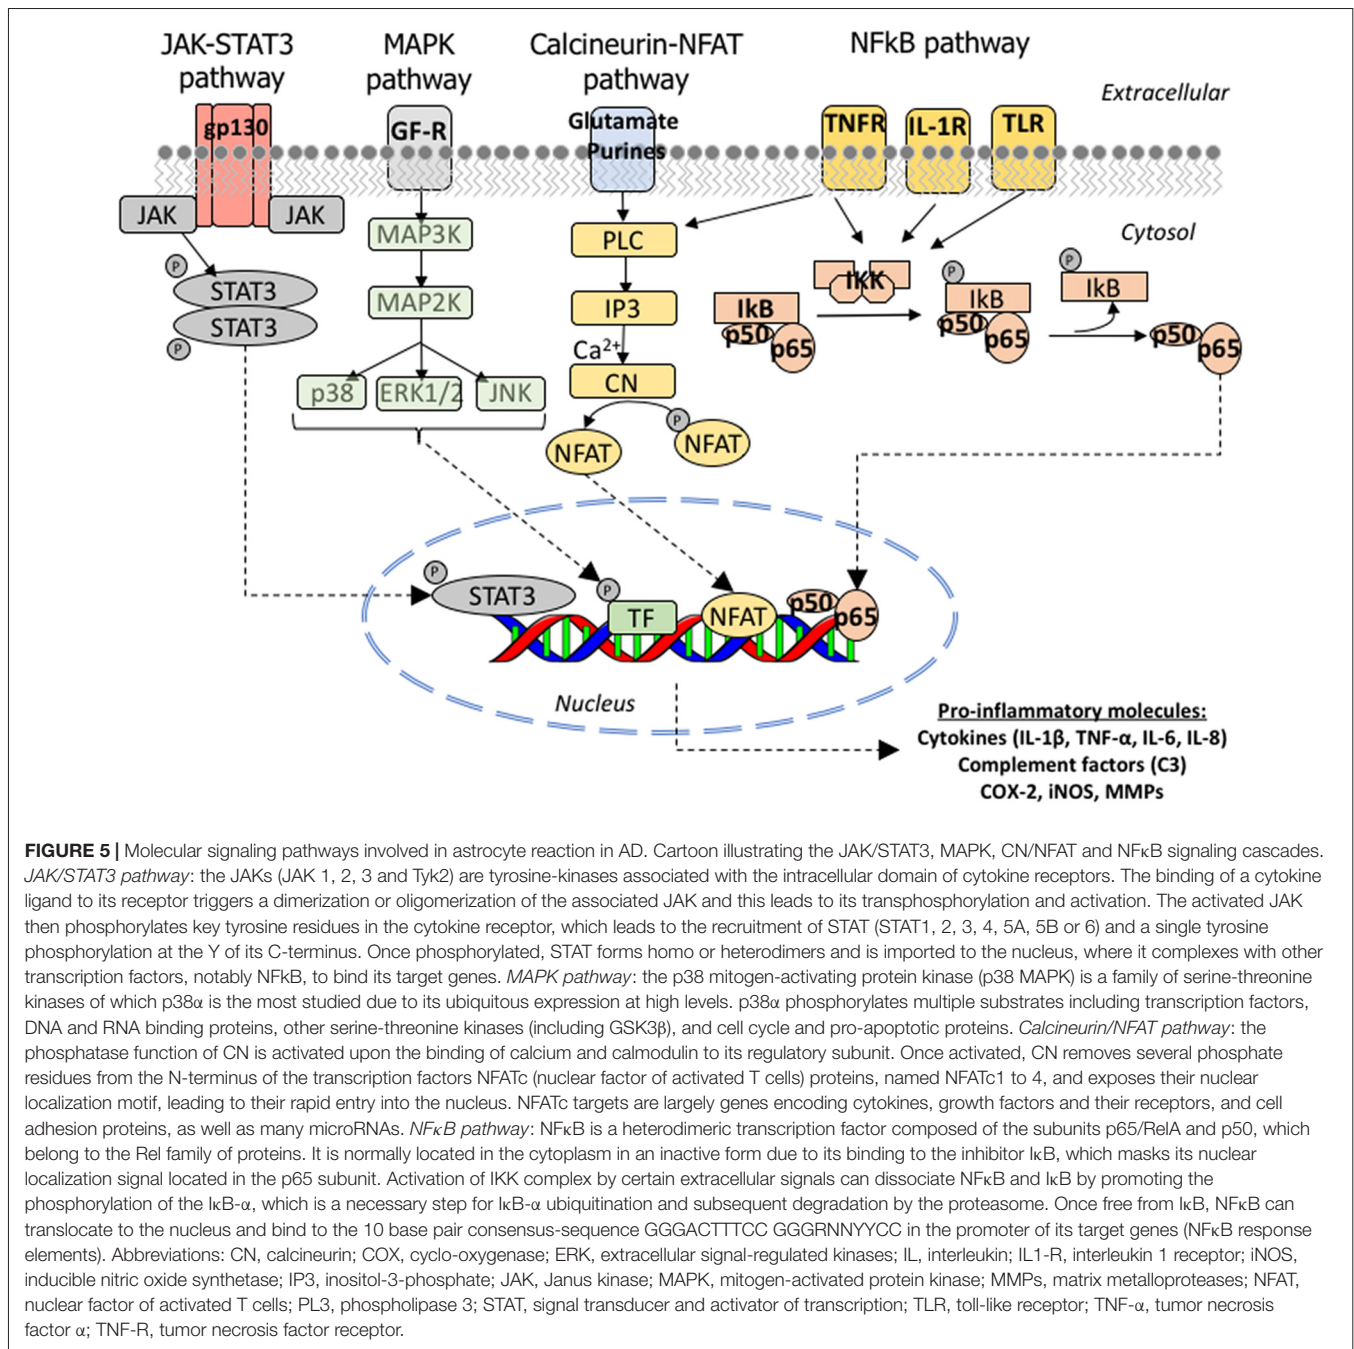 JAK-STAT3 pathway
MAPK pathway
Calcineurin-NFAT pathway
NFkB pathway
Extracellular
gp130
GF-R
Glutamate
Purines
TNFR
IL-1R
TLR
JAK
JAK
MAP3K
PLC
Cytosol
P
STAT3
STAT3
P
MAP2K
IP3
IKK
IkB
p50
p65
P
IkB
p50
p65
P
IkB
p50
p65
Ca2+
CN
p38
ERK1/2
JNK
NFAT
P
NFAT
P
STAT3
P
TF
NFAT
p50
p65
Nucleus
Pro-inflammatory molecules:
Cytokines (IL-1β, TNF-α, IL-6, IL-8)
Complement factors (C3)
COX-2, iNOS, MMPs
FIGURE 5 | Molecular signaling pathways involved in astrocyte reaction in AD. Cartoon illustrating the JAK/STAT3, MAPK, CN/NFAT and NFκB signaling cascades.
JAK/STAT3 pathway: the JAKs (JAK 1, 2, 3 and Tyk2) are tyrosine-kinases associated with the intracellular domain of cytokine receptors. The binding of a cytokine
ligand to its receptor triggers a dimerization or oligomerization of the associated JAK and this leads to its transphosphorylation and activation. The activated JAK
then phosphorylates key tyrosine residues in the cytokine receptor, which leads to the recruitment of STAT (STAT1, 2, 3, 4, 5A, 5B or 6) and a single tyrosine
phosphorylation at the Y of its C-terminus. Once phosphorylated, STAT forms homo or heterodimers and is imported to the nucleus, where it complexes with other
transcription factors, notably NFkB, to bind its target genes. MAPK pathway: the p38 mitogen-activating protein kinase (p38 MAPK) is a family of serine-threonine
kinases of which p38α is the most studied due to its ubiquitous expression at high levels. p38α phosphorylates multiple substrates including transcription factors,
DNA and RNA binding proteins, other serine-threonine kinases (including GSK3β), and cell cycle and pro-apoptotic proteins. Calcineurin/NFAT pathway: the
phosphatase function of CN is activated upon the binding of calcium and calmodulin to its regulatory subunit. Once activated, CN removes several phosphate
residues from the N-terminus of the transcription factors NFATc (nuclear factor of activated T cells) proteins, named NFATc1 to 4, and exposes their nuclear
localization motif, leading to their rapid entry into the nucleus. NFATc targets are largely genes encoding cytokines, growth factors and their receptors, and cell
adhesion proteins, as well as many microRNAs. NFκB pathway: NFκB is a heterodimeric transcription factor composed of the subunits p65/RelA and p50, which
belong to the Rel family of proteins. It is normally located in the cytoplasm in an inactive form due to its binding to the inhibitor IκB, which masks its nuclear
localization signal located in the p65 subunit. Activation of IKK complex by certain extracellular signals can dissociate NFκB and IκB by promoting the
phosphorylation of the IκB-α, which is a necessary step for IκB-α ubiquitination and subsequent degradation by the proteasome. Once free from IκB, NFκB can
translocate to the nucleus and bind to the 10 base pair consensus-sequence GGGACTTTCC GGGRNNYYCC in the promoter of its target genes (NFκB response
elements). Abbreviations: CN, calcineurin; COX, cyclo-oxygenase; ERK, extracellular signal-regulated kinases; IL, interleukin; IL1-R, interleukin 1 receptor; iNOS,
inducible nitric oxide synthetase; IP3, inositol-3-phosphate; JAK, Janus kinase; MAPK, mitogen-activated protein kinase; MMPs, matrix metalloproteases; NFAT,
nuclear factor of activated T cells; PL3, phospholipase 3; STAT, signal transducer and activator of transcription; TLR, toll-like receptor; TNF-α, tumor necrosis
factor α; TNF-R, tumor necrosis factor receptor.